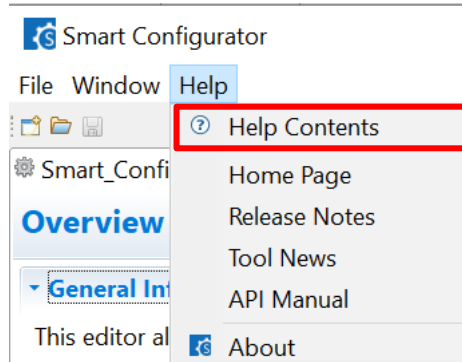 Smart Configurator
File Window Help
Help Contents
Smart_Confi
Home Page
Overview
Release Notes
Tool News
General Inf
API Manual
This editor al
About